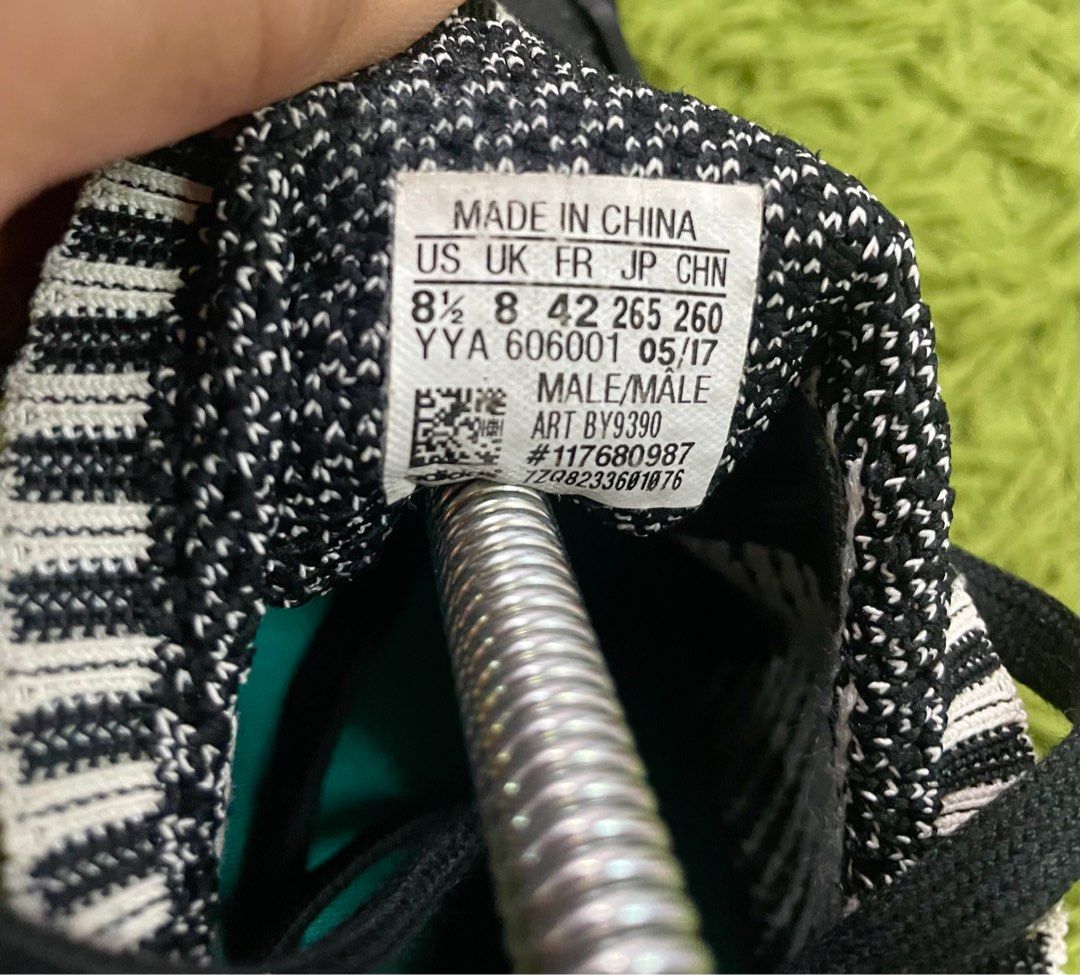 MADE IN CHINA
US UK FR JP CHN
8½ 8 42 265 260
YYA 606001 05/17
MALE/MÂLE
ART BY9390
#117680987
7ZQ8233601076